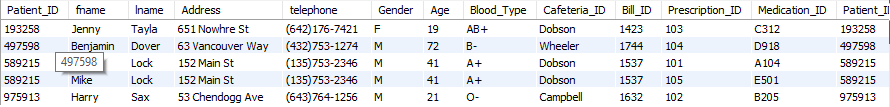 Patient_ID fname lname Address telephone Gender Age Blood_Type Cafeteria_ID Bill_ID Prescription_ID Medication_ID Patient_ID
193258 Jenny Tayla 651 Nowhre St (642)176-7421 F 19 AB+ Dobson 1423 103 C312 193258
497598 Benjamin Dover 63 Vancouver Way (432)753-1274 M 72 B- Wheeler 1744 104 D918 497598
589215 Lock 152 Main St (135)753-2346 M 41 A+ Dobson 1537 101 A104 589215
497598
589215 Mike Lock 152 Main St (135)753-2346 M 41 A+ Dobson 1537 105 E501 589215
975913 Harry Sax 53 Chendogg Ave (643)764-1256 M 21 O- Campbell 1632 102 B205 975913